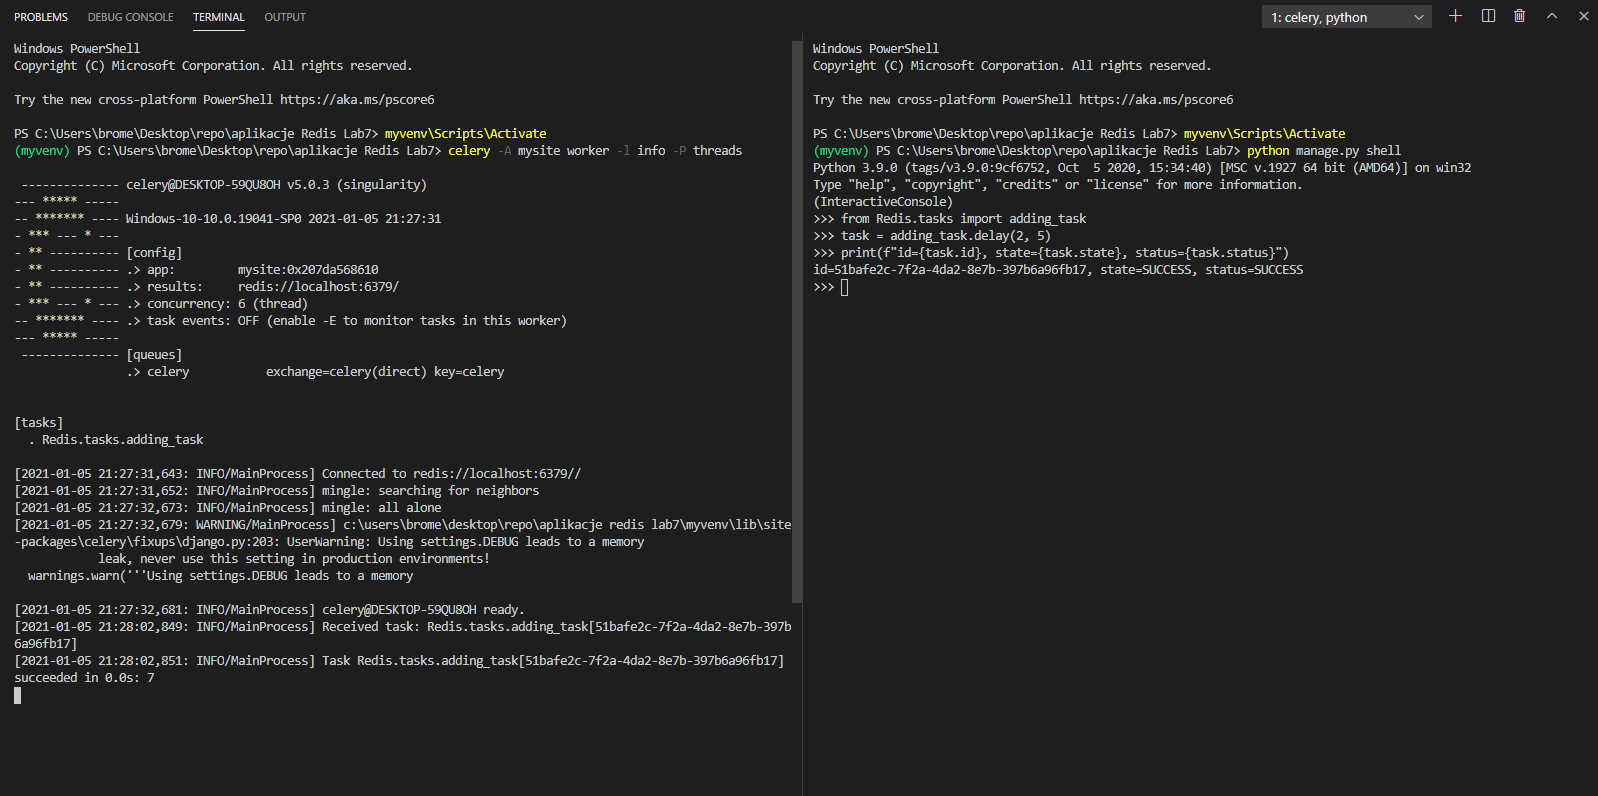 PROBLEMS DEBUG CONSOLE TERMINAL OUTPUT
1: celery, python
Windows PowerShell
Copyright (C) Microsoft Corporation. All rights reserved.
Try the new cross-platform PowerShell https://aka.ms/pscore6
PS C:\Users\brome\Desktop\repo\aplikacje Redis Lab7> myvenv\Scripts\Activate
(myvenv) PS C:\Users\brome\Desktop\repo\aplikacje Redis Lab7> celery -A mysite worker -l info -P threads
 -------------- celery@DESKTOP-59QU8OH v5.0.3 (singularity)
--- ***** -----
-- ******* ---- Windows-10-10.0.19041-SP0 2021-01-05 21:27:31
- *** --- * ---
- ** ---------- [config]
- ** ---------- .> app:         mysite:0x207da568610
- ** ---------- .> results:     redis://localhost:6379/
- *** --- * --- .> concurrency: 6 (thread)
-- ******* ---- .> task events: OFF (enable -E to monitor tasks in this worker)
--- ***** -----
 -------------- [queues]
                .> celery           exchange=celery(direct) key=celery
[tasks]
  . Redis.tasks.adding_task
[2021-01-05 21:27:31,643: INFO/MainProcess] Connected to redis://localhost:6379//
[2021-01-05 21:27:31,652: INFO/MainProcess] mingle: searching for neighbors
[2021-01-05 21:27:32,673: INFO/MainProcess] mingle: all alone
[2021-01-05 21:27:32,679: WARNING/MainProcess] c:\users\brome\desktop\repo\aplikacje redis lab7\myvenv\lib\site
-packages\celery\fixups\django.py:203: UserWarning: Using settings.DEBUG leads to a memory
            leak, never use this setting in production environments!
  warnings.warn('''Using settings.DEBUG leads to a memory
[2021-01-05 21:27:32,681: INFO/MainProcess] celery@DESKTOP-59QU8OH ready.
[2021-01-05 21:28:02,849: INFO/MainProcess] Received task: Redis.tasks.adding_task[51bafe2c-7f2a-4da2-8e7b-397b
6a96fb17]
[2021-01-05 21:28:02,851: INFO/MainProcess] Task Redis.tasks.adding_task[51bafe2c-7f2a-4da2-8e7b-397b6a96fb17]
succeeded in 0.0s: 7
Windows PowerShell
Copyright (C) Microsoft Corporation. All rights reserved.
Try the new cross-platform PowerShell https://aka.ms/pscore6
PS C:\Users\brome\Desktop\repo\aplikacje Redis Lab7> myvenv\Scripts\Activate
(myvenv) PS C:\Users\brome\Desktop\repo\aplikacje Redis Lab7> python manage.py shell
Python 3.9.0 (tags/v3.9.0:9cf6752, Oct  5 2020, 15:34:40) [MSC v.1927 64 bit (AMD64)] on win32
Type "help", "copyright", "credits" or "license" for more information.
(InteractiveConsole)
>>> from Redis.tasks import adding_task
>>> task = adding_task.delay(2, 5)
>>> print(f"id={task.id}, state={task.state}, status={task.status}")
id=51bafe2c-7f2a-4da2-8e7b-397b6a96fb17, state=SUCCESS, status=SUCCESS
>>>